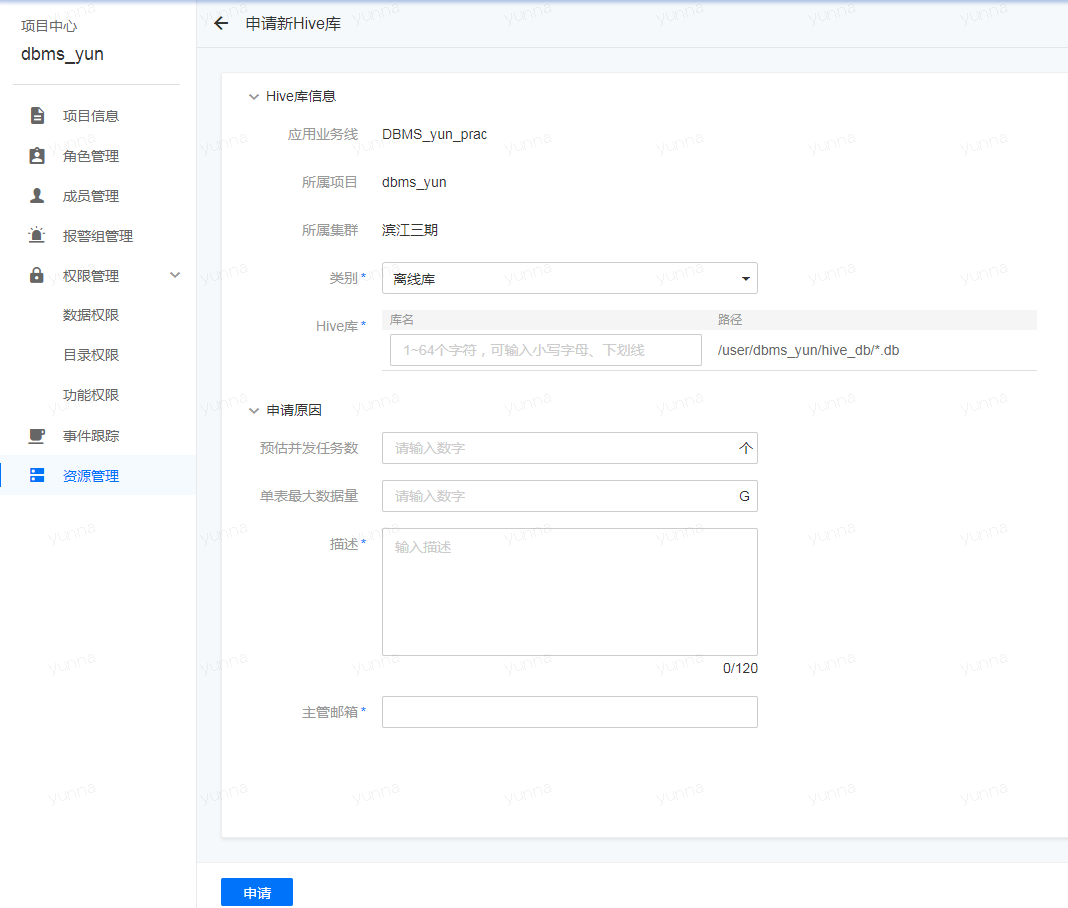 项目中心
dbms_yun
项目信息
角色管理
成员管理
报警组管理
权限管理
数据权限
目录权限
功能权限
事件跟踪
资源管理
申请新Hive库
Hive库信息
应用业务线 DBMS_yun_prac
所属项目 dbms_yun
所属集群 滨江三期
类别* 离线库
Hive库* 库名 路径
1~64个字符，可输入小写字母、下划线 /user/dbms_yun/hive_db/*.db
申请原因
预估并发任务数 请输入数字 个
单表最大数据量 请输入数字 G
描述* 输入描述
0/120
主管邮箱*
申请
yunna